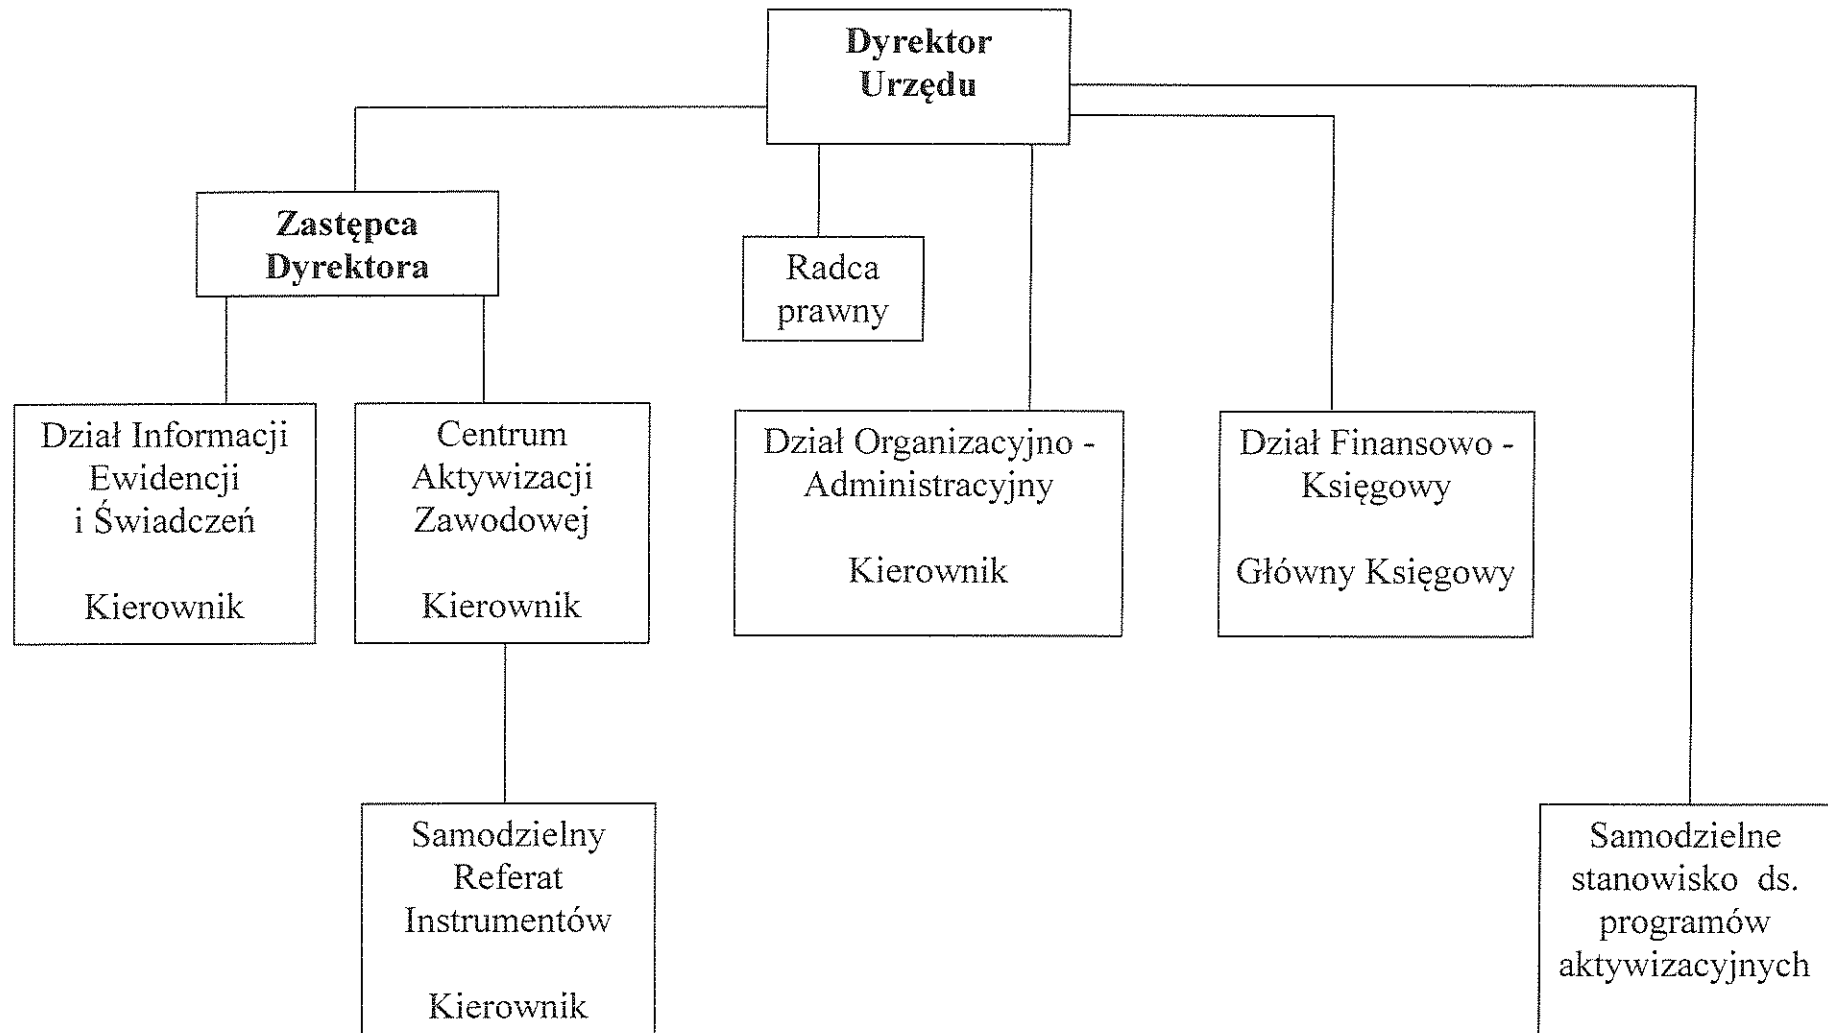 Dyrektor
Urzędu
Zastępca
Dyrektora
Radca
prawny
Dział Informacji
Ewidencji
i Świadczeń
Kierownik
Centrum
Aktywizacji
Zawodowej
Kierownik
Dział Organizacyjno -
Administracyjny
Kierownik
Dział Finansowo -
Księgowy
Główny Księgowy
Samodzielny
Referat
Instrumentów
Kierownik
Samodzielne
stanowisko ds.
programów
aktywizacyjnych